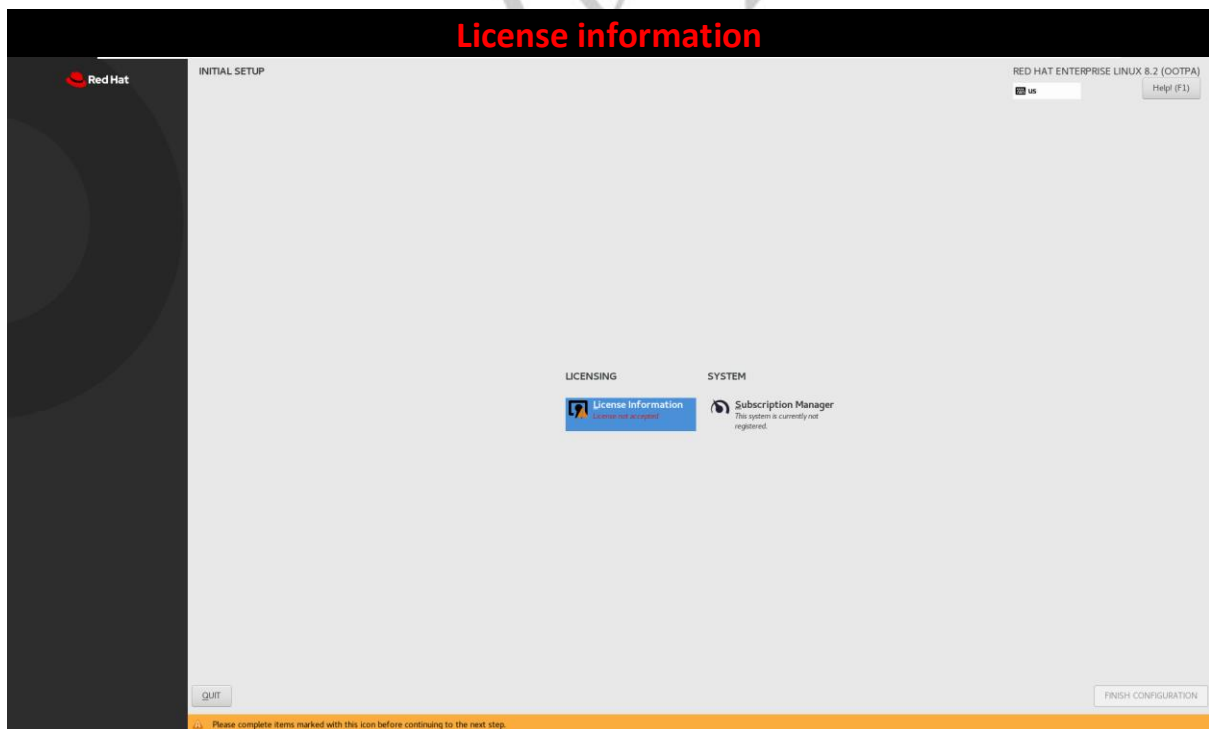 License information
Red Hat
INITIAL SETUP
RED HAT ENTERPRISE LINUX 8.2 (OOTPA)
us
Help! (F1)
LICENSING
SYSTEM
License Information
License not accepted
Subscription Manager
This system is currently not
registered.
QUIT
FINISH CONFIGURATION
Please complete items marked with this icon before continuing to the next step.